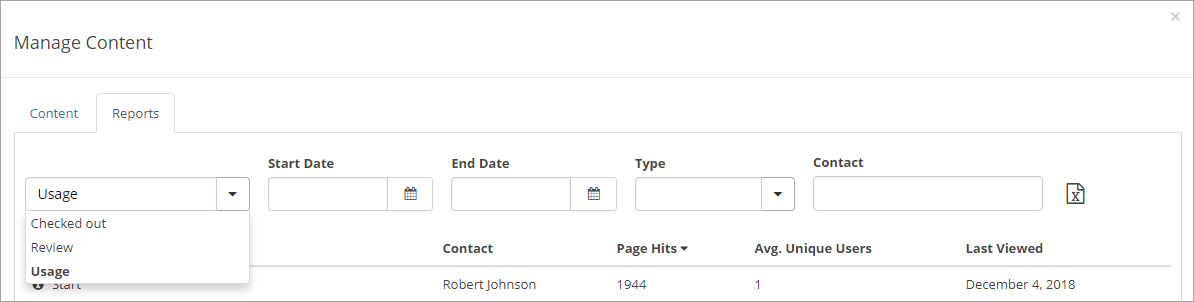 ×
Manage Content
Content Reports
Start Date End Date Type Contact
Usage
Checked out
Review
Usage
Contact Page Hits Avg. Unique Users Last Viewed
Start Robert Johnson 1944 1 December 4, 2018